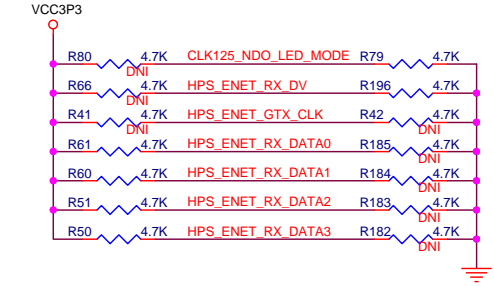 VCC3P3
R80 4.7K CLK125_NDO_LED_MODE R79 4.7K
DNI
R66 4.7K HPS_ENET_RX_DV R196 4.7K
DNI
R41 4.7K HPS_ENET_GTX_CLK R42 4.7K
DNI DNI
R61 4.7K HPS_ENET_RX_DATA0 R185 4.7K
DNI
R60 4.7K HPS_ENET_RX_DATA1 R184 4.7K
DNI
R51 4.7K HPS_ENET_RX_DATA2 R183 4.7K
DNI
R50 4.7K HPS_ENET_RX_DATA3 R182 4.7K
DNI